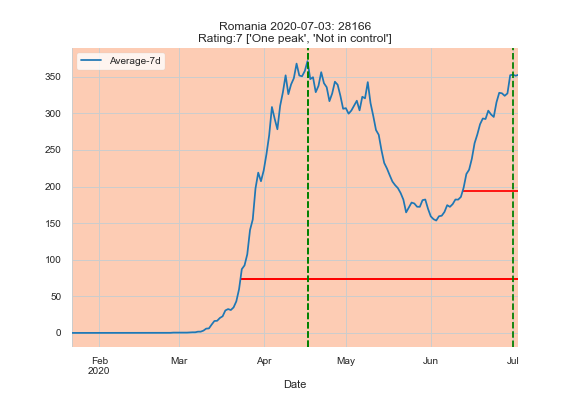 Romania 2020-07-03: 28166
Rating:7 ['One peak', 'Not in control']
Average-7d
350
300
250
200
150
100
50
0
Feb
2020
Mar
Apr
May
Jun
Jul
Date